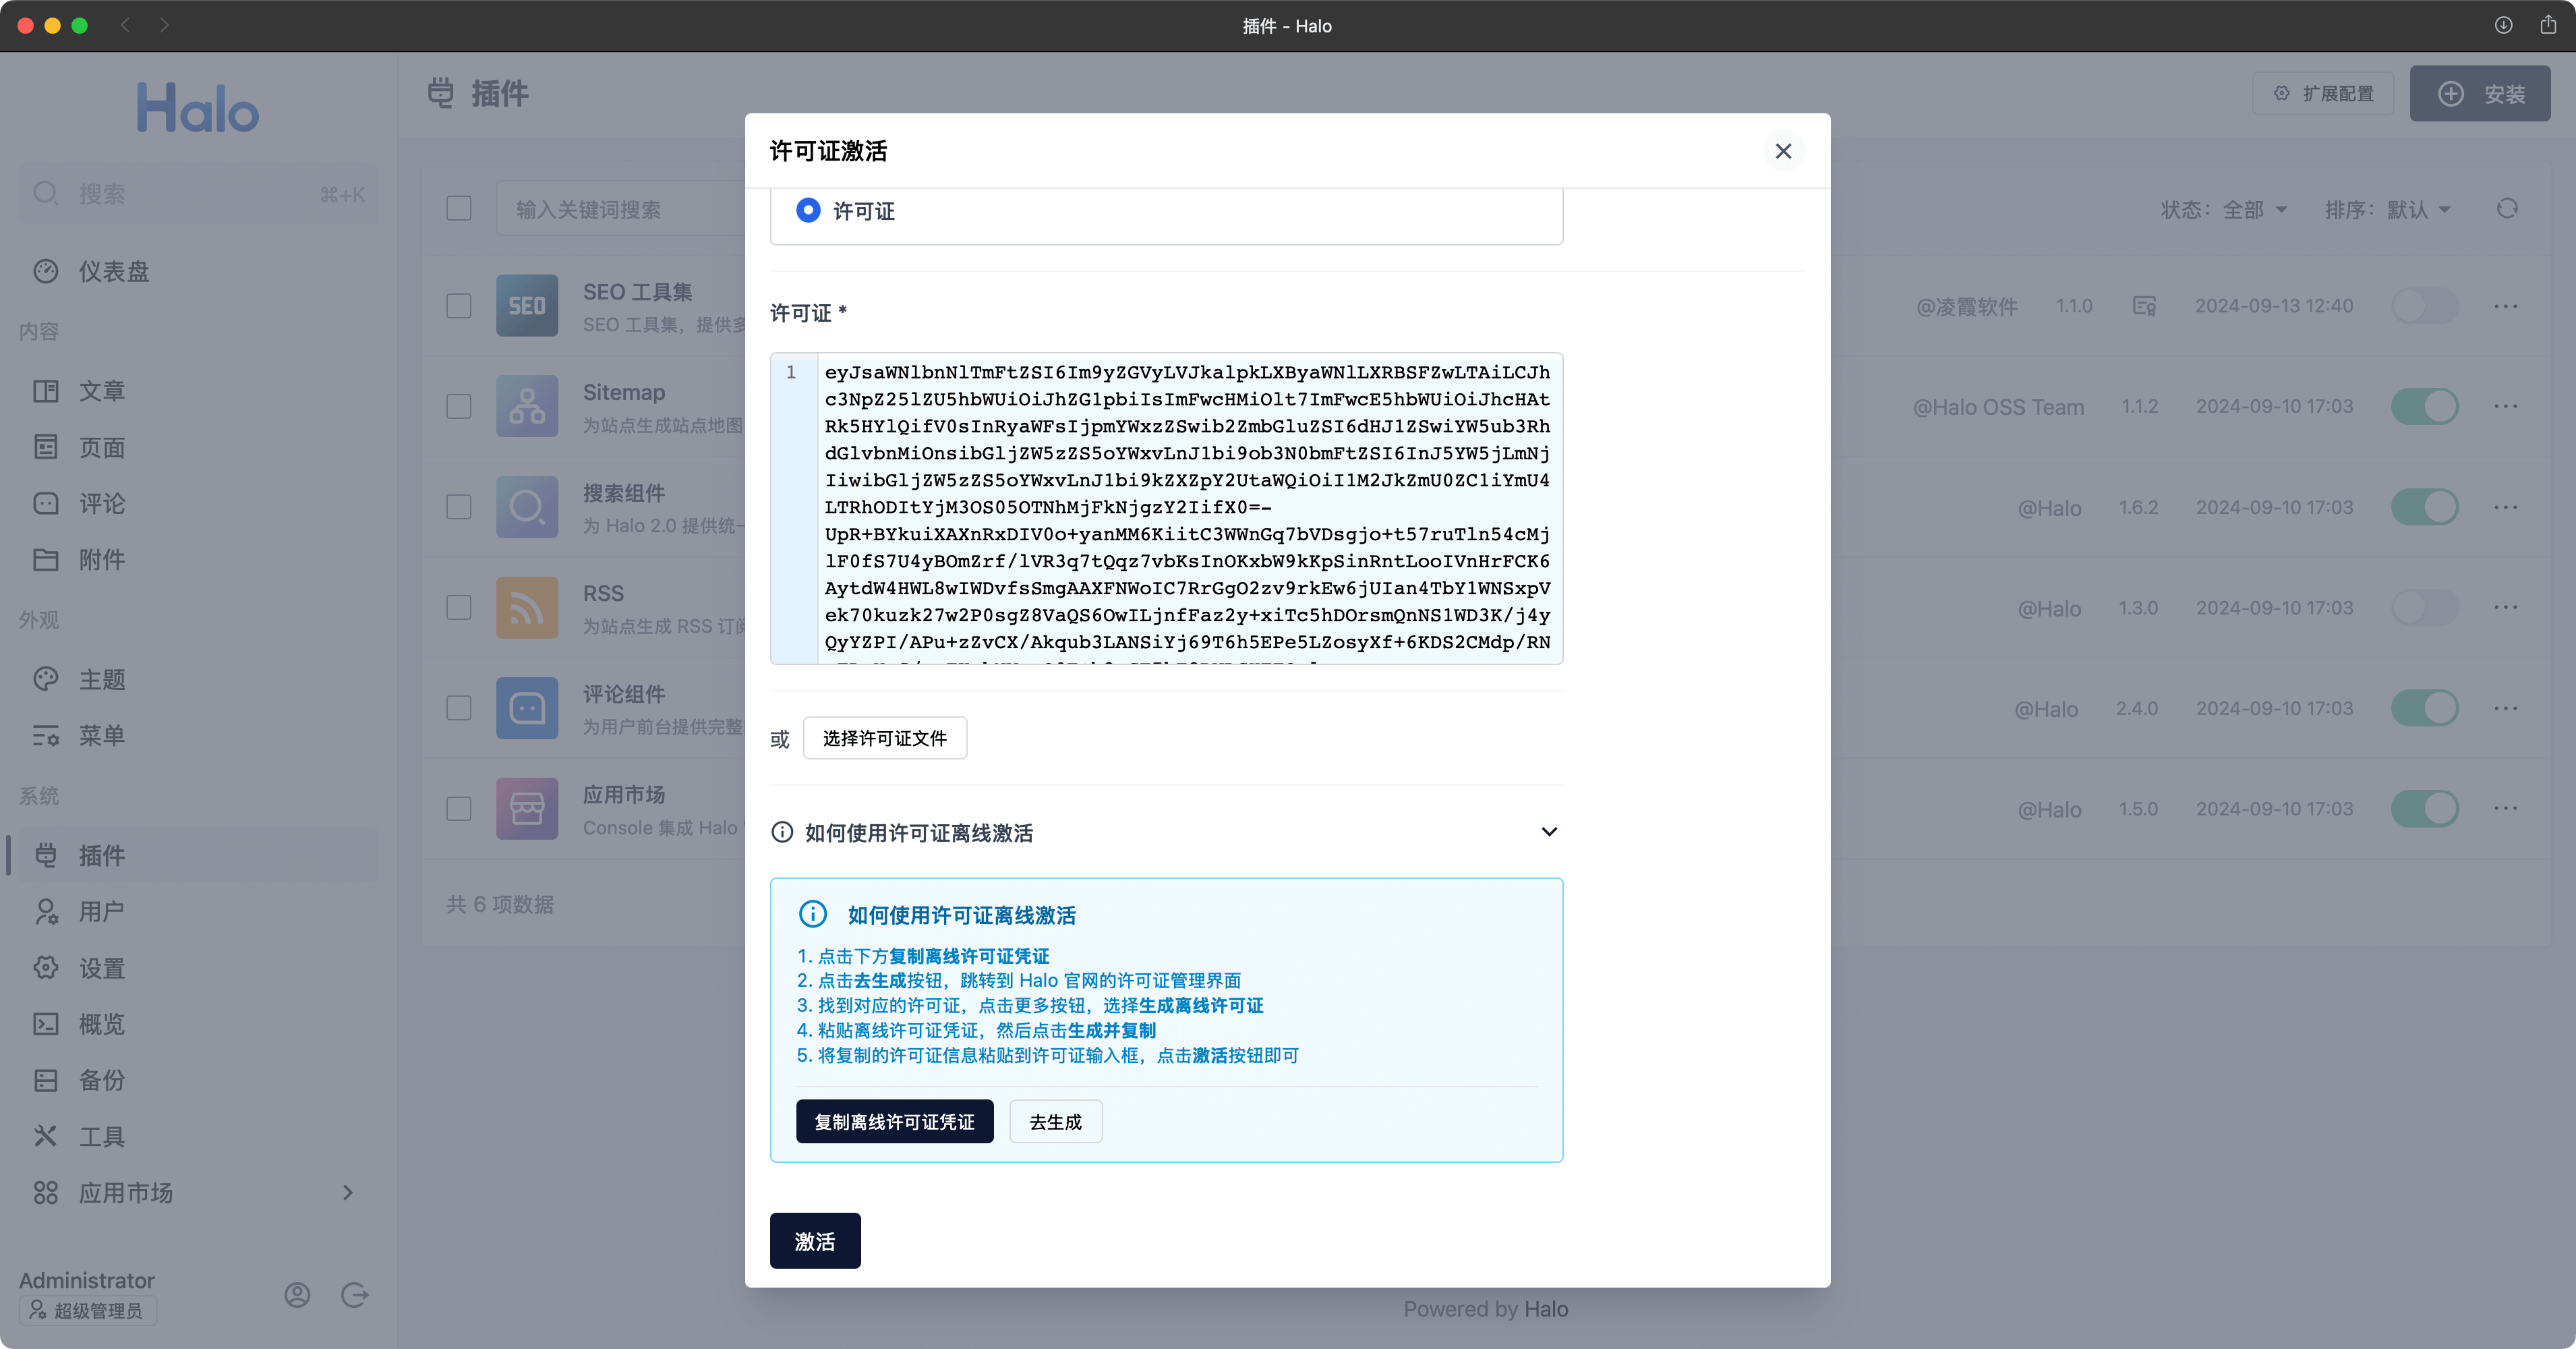 插件 – Halo
Halo
搜索
⌘+K
仪表盘
内容
文章
页面
评论
附件
外观
主题
菜单
系统
插件
用户
设置
概览
备份
工具
应用市场
Administrator
超级管理员
插件
扩展配置
安装
输入关键词搜索
状态：全部
排序：默认
SEO
SEO 工具集
SEO 工具集，提供多
@凌霞软件
1.1.0
2024-09-13 12:40
Sitemap
为站点生成站点地图
@Halo OSS Team
1.1.2
2024-09-10 17:03
搜索组件
为 Halo 2.0 提供统一
@Halo
1.6.2
2024-09-10 17:03
RSS
为站点生成 RSS 订阅
@Halo
1.3.0
2024-09-10 17:03
评论组件
为用户前台提供完整
@Halo
2.4.0
2024-09-10 17:03
应用市场
Console 集成 Halo
@Halo
1.5.0
2024-09-10 17:03
共 6 项数据
许可证激活
许可证
许可证 *
1
eyJsaWNlbnNlTmFtZSI6Im9yZGVyLVJkalpkLXByaWNlLXRBSFZwLTAiLCJh
c3NpZ25lZU5hbWUiOiJhZG1pbiIsImFwcHMiOlt7ImFwcE5hbWUiOiJhcHAt
Rk5HYlQifV0sInRyaWFsIjpmYWxzZSwib2ZmbGluZSI6dHJ1ZSwiYW5ub3Rh
dGlvbnMiOnsibGljZW5zZS5oYWxvLnJ1bi9ob3N0bmFtZSI6InJ5YW5jLmNj
IiwibGljZW5zZS5oYWxvLnJ1bi9kZXZpY2UtaWQiOiI1M2JkZmU0ZC1iYmU4
LTRhODItYjM3OS05OTNhMjFkNjgzY2IifX0=-
UpR+BYkuiXAXnRxDIV0o+yanMM6KiitC3WWnGq7bVDsgjo+t57ruTln54cMj
lF0fS7U4yBOmZrf/lVR3q7tQqz7vbKsInOKxbW9kKpSinRntLooIVnHrFCK6
AytdW4HWL8wIWDvfsSmgAAXFNWoIC7RrGgO2zv9rkEw6jUIan4TbY1WNSxpV
ek70kuzk27w2P0sgZ8VaQS6OwILjnfFaz2y+xiTc5hDOrsmQnNS1WD3K/j4y
QyYZPI/APu+zZvCX/Akqub3LANSiYj69T6h5EPe5LZosyXf+6KDS2CMdp/RN
或
选择许可证文件
如何使用许可证离线激活
如何使用许可证离线激活
1. 点击下方复制离线许可证凭证
2. 点击去生成按钮，跳转到 Halo 官网的许可证管理界面
3. 找到对应的许可证，点击更多按钮，选择生成离线许可证
4. 粘贴离线许可证凭证，然后点击生成并复制
5. 将复制的许可证信息粘贴到许可证输入框，点击激活按钮即可
复制离线许可证凭证
去生成
激活
Powered by Halo